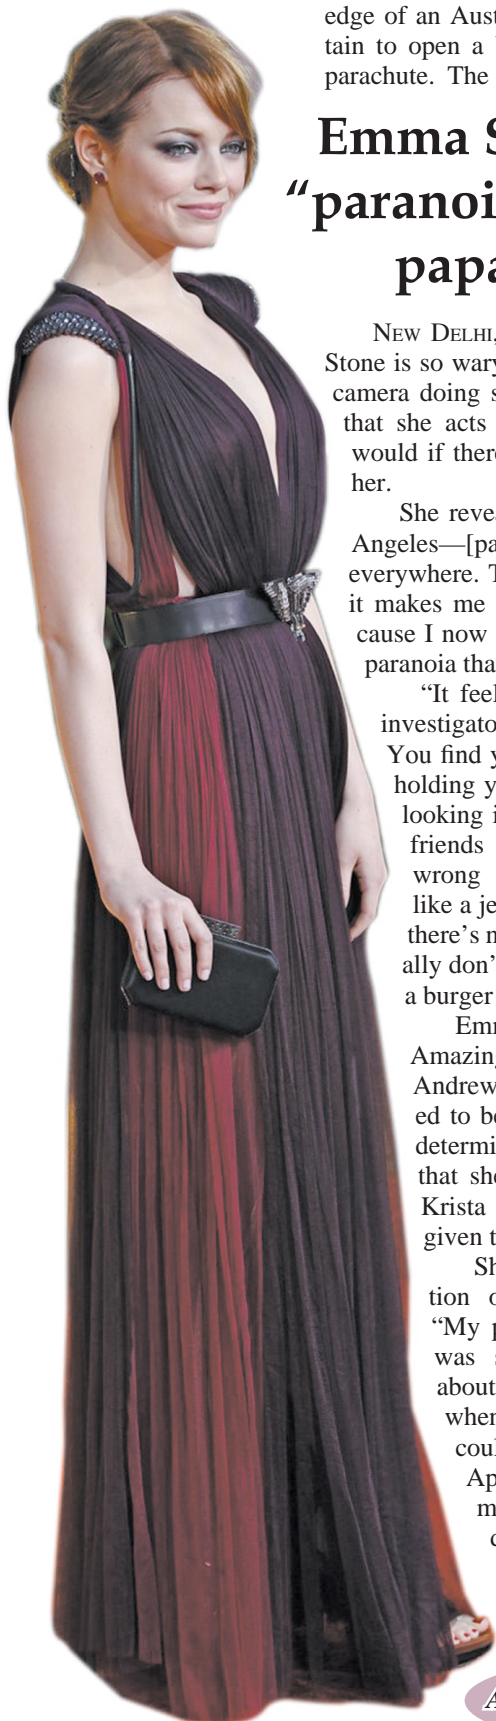 edge of an Aust
tain to open a
parachute. The
Emma S
“paranoi
papa
NEW DELHI,
Stone is so wary
camera doing s
that she acts
would if there
her.
She revea
Angeles—[pa
everywhere. T
it makes me
cause I now
paranoia tha
“It feel
investigato
You find y
holding y
looking i
friends
wrong
like a je
there's n
ally don'
a burger
Emm
Amazing
Andrew
ed to be
determi
that she
Krista
given t
Sh
tion o
“My p
was s
about
when
coul
Ap
m
A